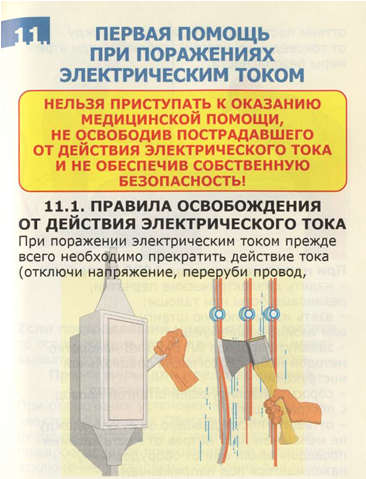 11.
ПЕРВАЯ ПОМОЩЬ
ПРИ ПОРАЖЕНИЯХ
ЭЛЕКТРИЧЕСКИМ ТОКОМ
НЕЛЬЗЯ ПРИСТУПАТЬ К ОКАЗАНИЮ
МЕДИЦИНСКОЙ ПОМОЩИ,
НЕ ОСВОБОДИВ ПОСТРАДАВШЕГО
ОТ ДЕЙСТВИЯ ЭЛЕКТРИЧЕСКОГО ТОКА
И НЕ ОБЕСПЕЧИВ СОБСТВЕННУЮ
БЕЗОПАСНОСТЬ!
11.1. ПРАВИЛА ОСВОБОЖДЕНИЯ
ОТ ДЕЙСТВИЯ ЭЛЕКТРИЧЕСКОГО ТОКА
При поражении электрическим током прежде
всего необходимо прекратить действие тока
(отключи напряжение, переруби провод,